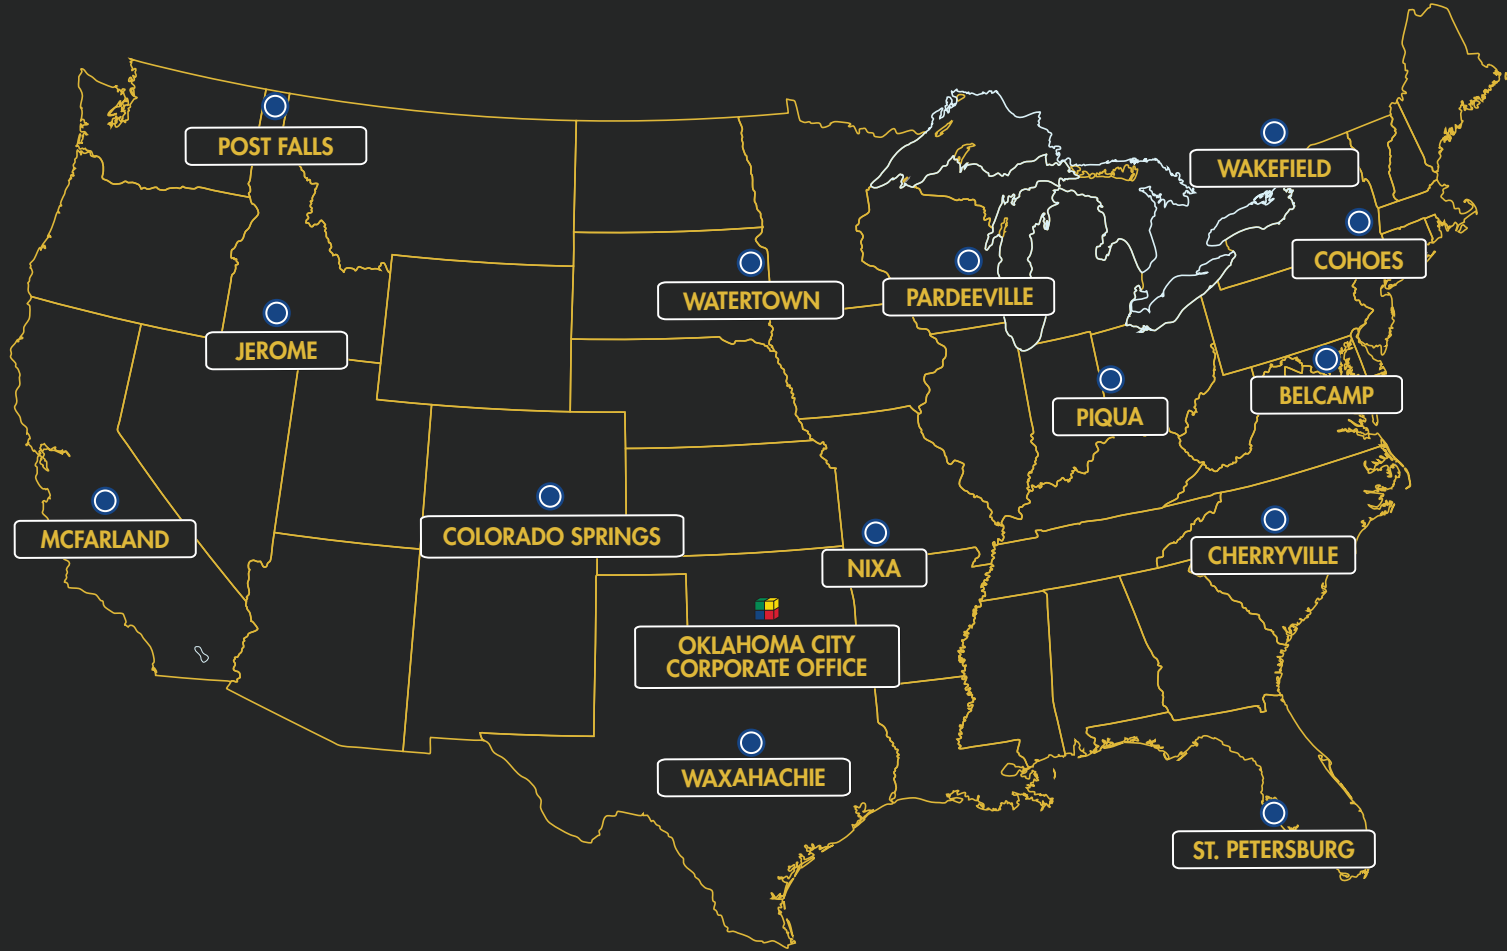 POST FALLS
WAKEFIELD
COHOES
WATERTOWN
PARDEEVILLE
JEROME
BELCAMP
PIQUA
MCFARLAND
COLORADO SPRINGS
CHERRYVILLE
NIXA
OKLAHOMA CITY
CORPORATE OFFICE
WAXAHACHIE
ST. PETERSBURG